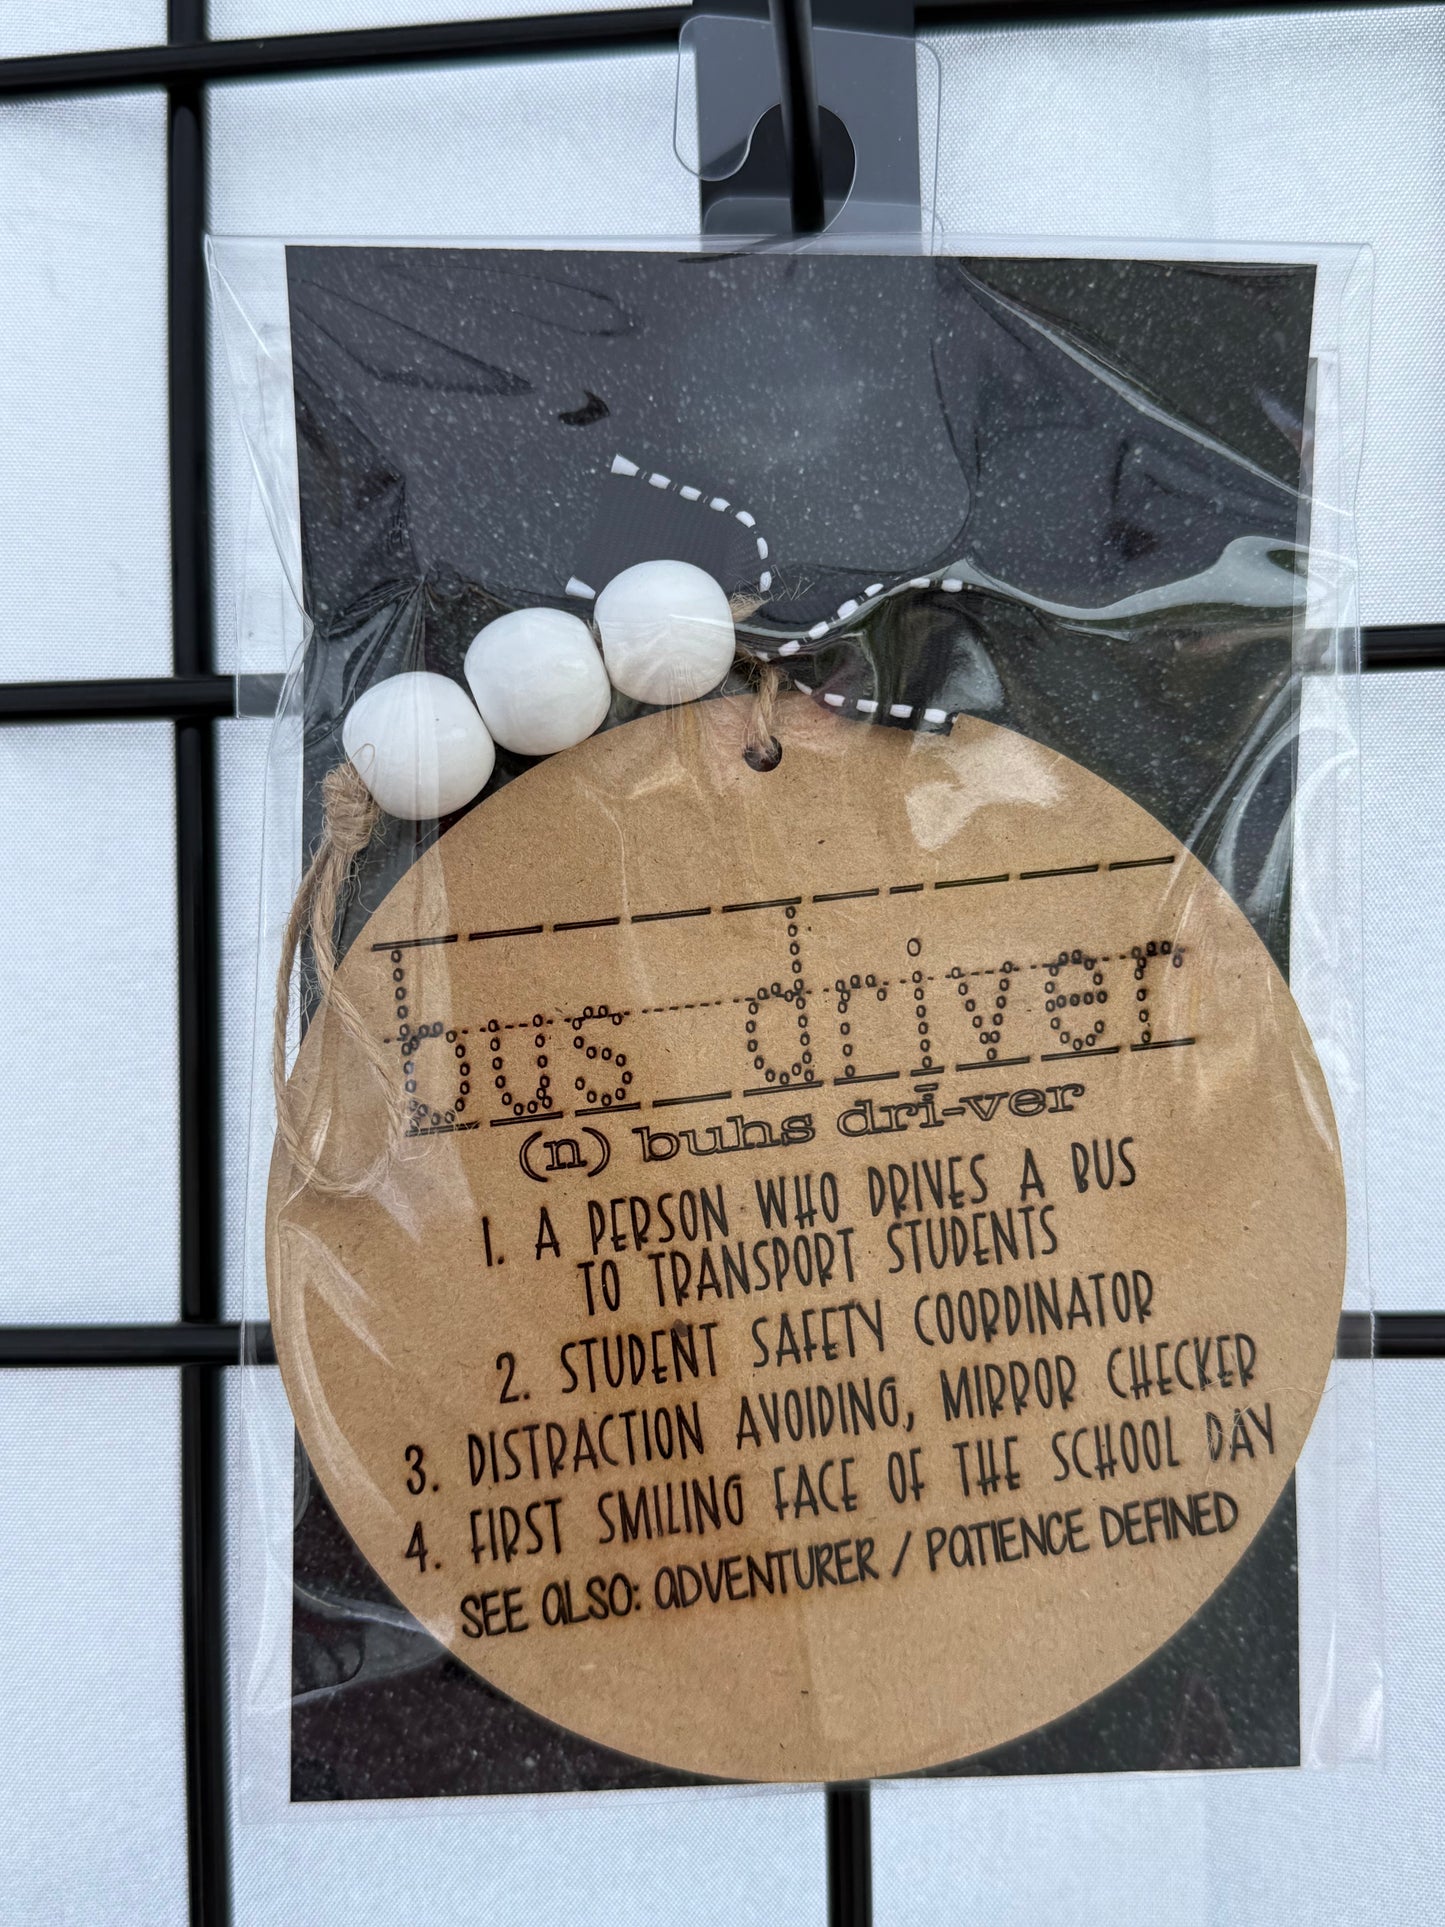 bus driver
(n) buhs drī-ver
1. A PERSON WHO DRIVES A BUS
TO TRANSPORT STUDENTS
2. STUDENT SAFETY COORDINATOR
3. DISTRACTION AVOIDING, MIRROR CHECKER
4. FIRST SMILING FACE OF THE SCHOOL DAY
SEE ALSO: ADVENTURER / PATIENCE DEFINED